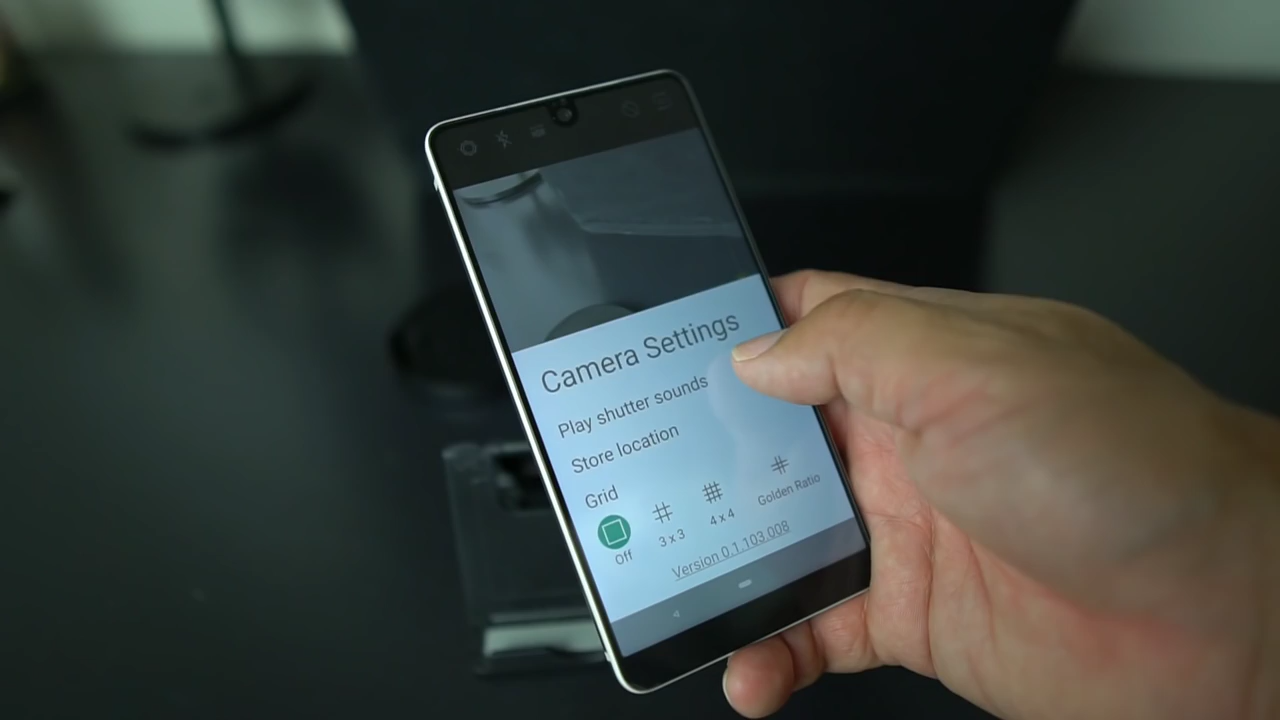 Camera Settings
Play shutter sounds
Store location
Grid
Off
3 x 3
4 x 4
Golden Ratio
Version 0.1.103.008